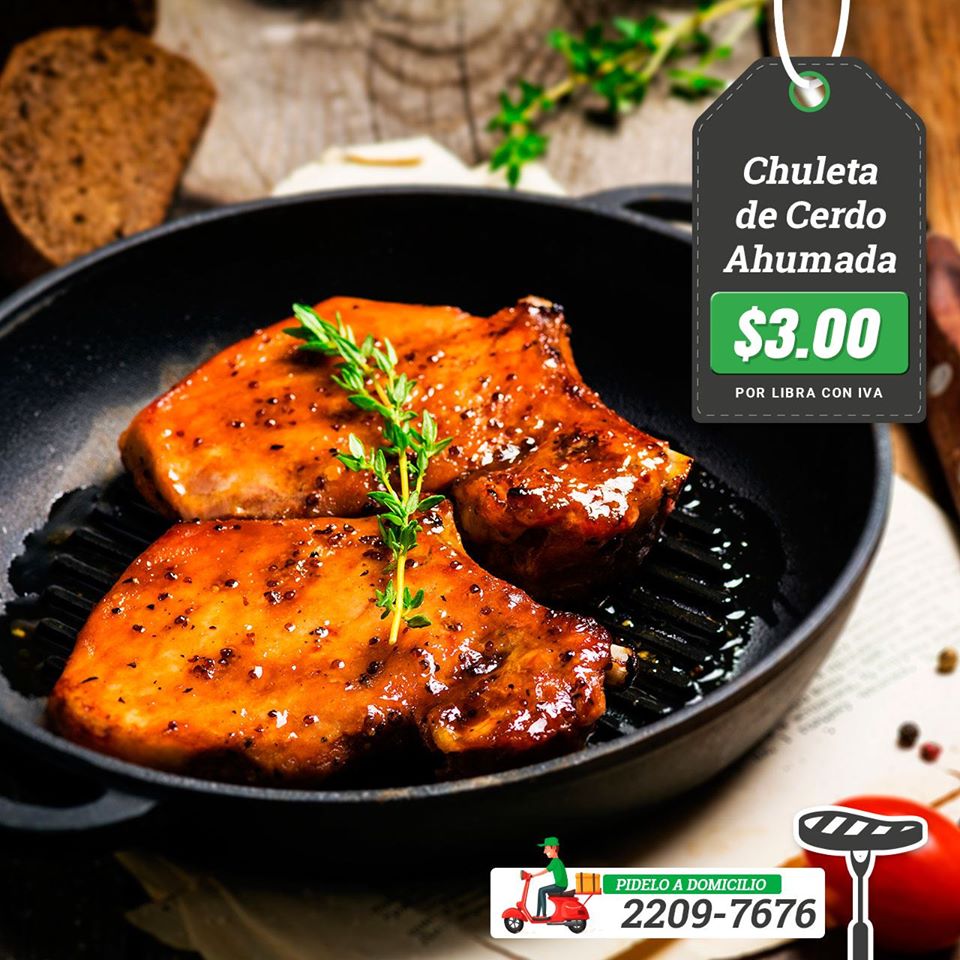 Chuleta
de Cerdo
Ahumada
$3.00
POR LIBRA CON IVA
PIDELO A DOMICILIO
2209-7676